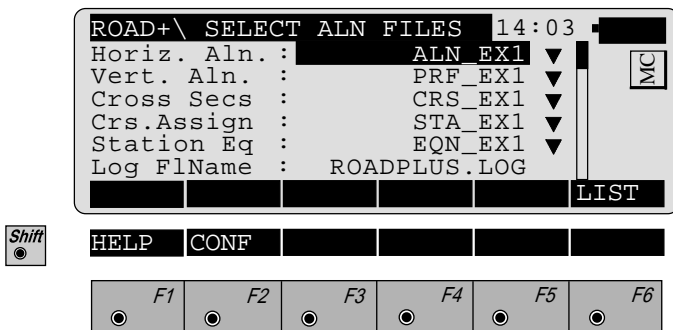 ROAD+\ SELECT ALN FILES 14:03
Horiz. Aln.: ALN_EX1 ▼
Vert. Aln. : PRF_EX1 ▼
Cross Secs : CRS_EX1 ▼
Crs.Assign : STA_EX1 ▼
Station Eq : EQN_EX1 ▼
Log FlName : ROADPLUS.LOG
MC
LIST
Shift
HELP CONF
F1 F2 F3 F4 F5 F6